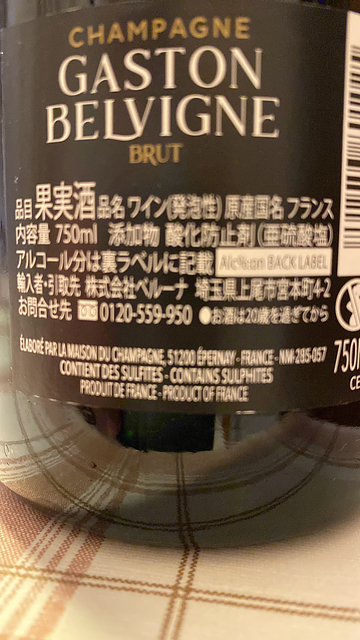 CHAMPAGNE
GASTON
BELVIGNE
BRUT
品目 果実酒 品名 ワイン(発泡性) 原産国名 フランス
内容量 750ml 添加物 酸化防止剤(亜硫酸塩)
アルコール分は裏ラベルに記載 Alc% on BACK LABEL
輸入者・引取先 株式会社ベルーナ 埼玉県上尾市宮本町4-2
お問合せ先 0120-559-950 ●お酒は20歳を過ぎてから
ÉLABORÉ PAR LA MAISON DU CHAMPAGNE, 51200 ÉPERNAY - FRANCE - NM-285-057
CONTIENT DES SULFITES - CONTAINS SULPHITES
PRODUIT DE FRANCE - PRODUCT OF FRANCE
750
CE